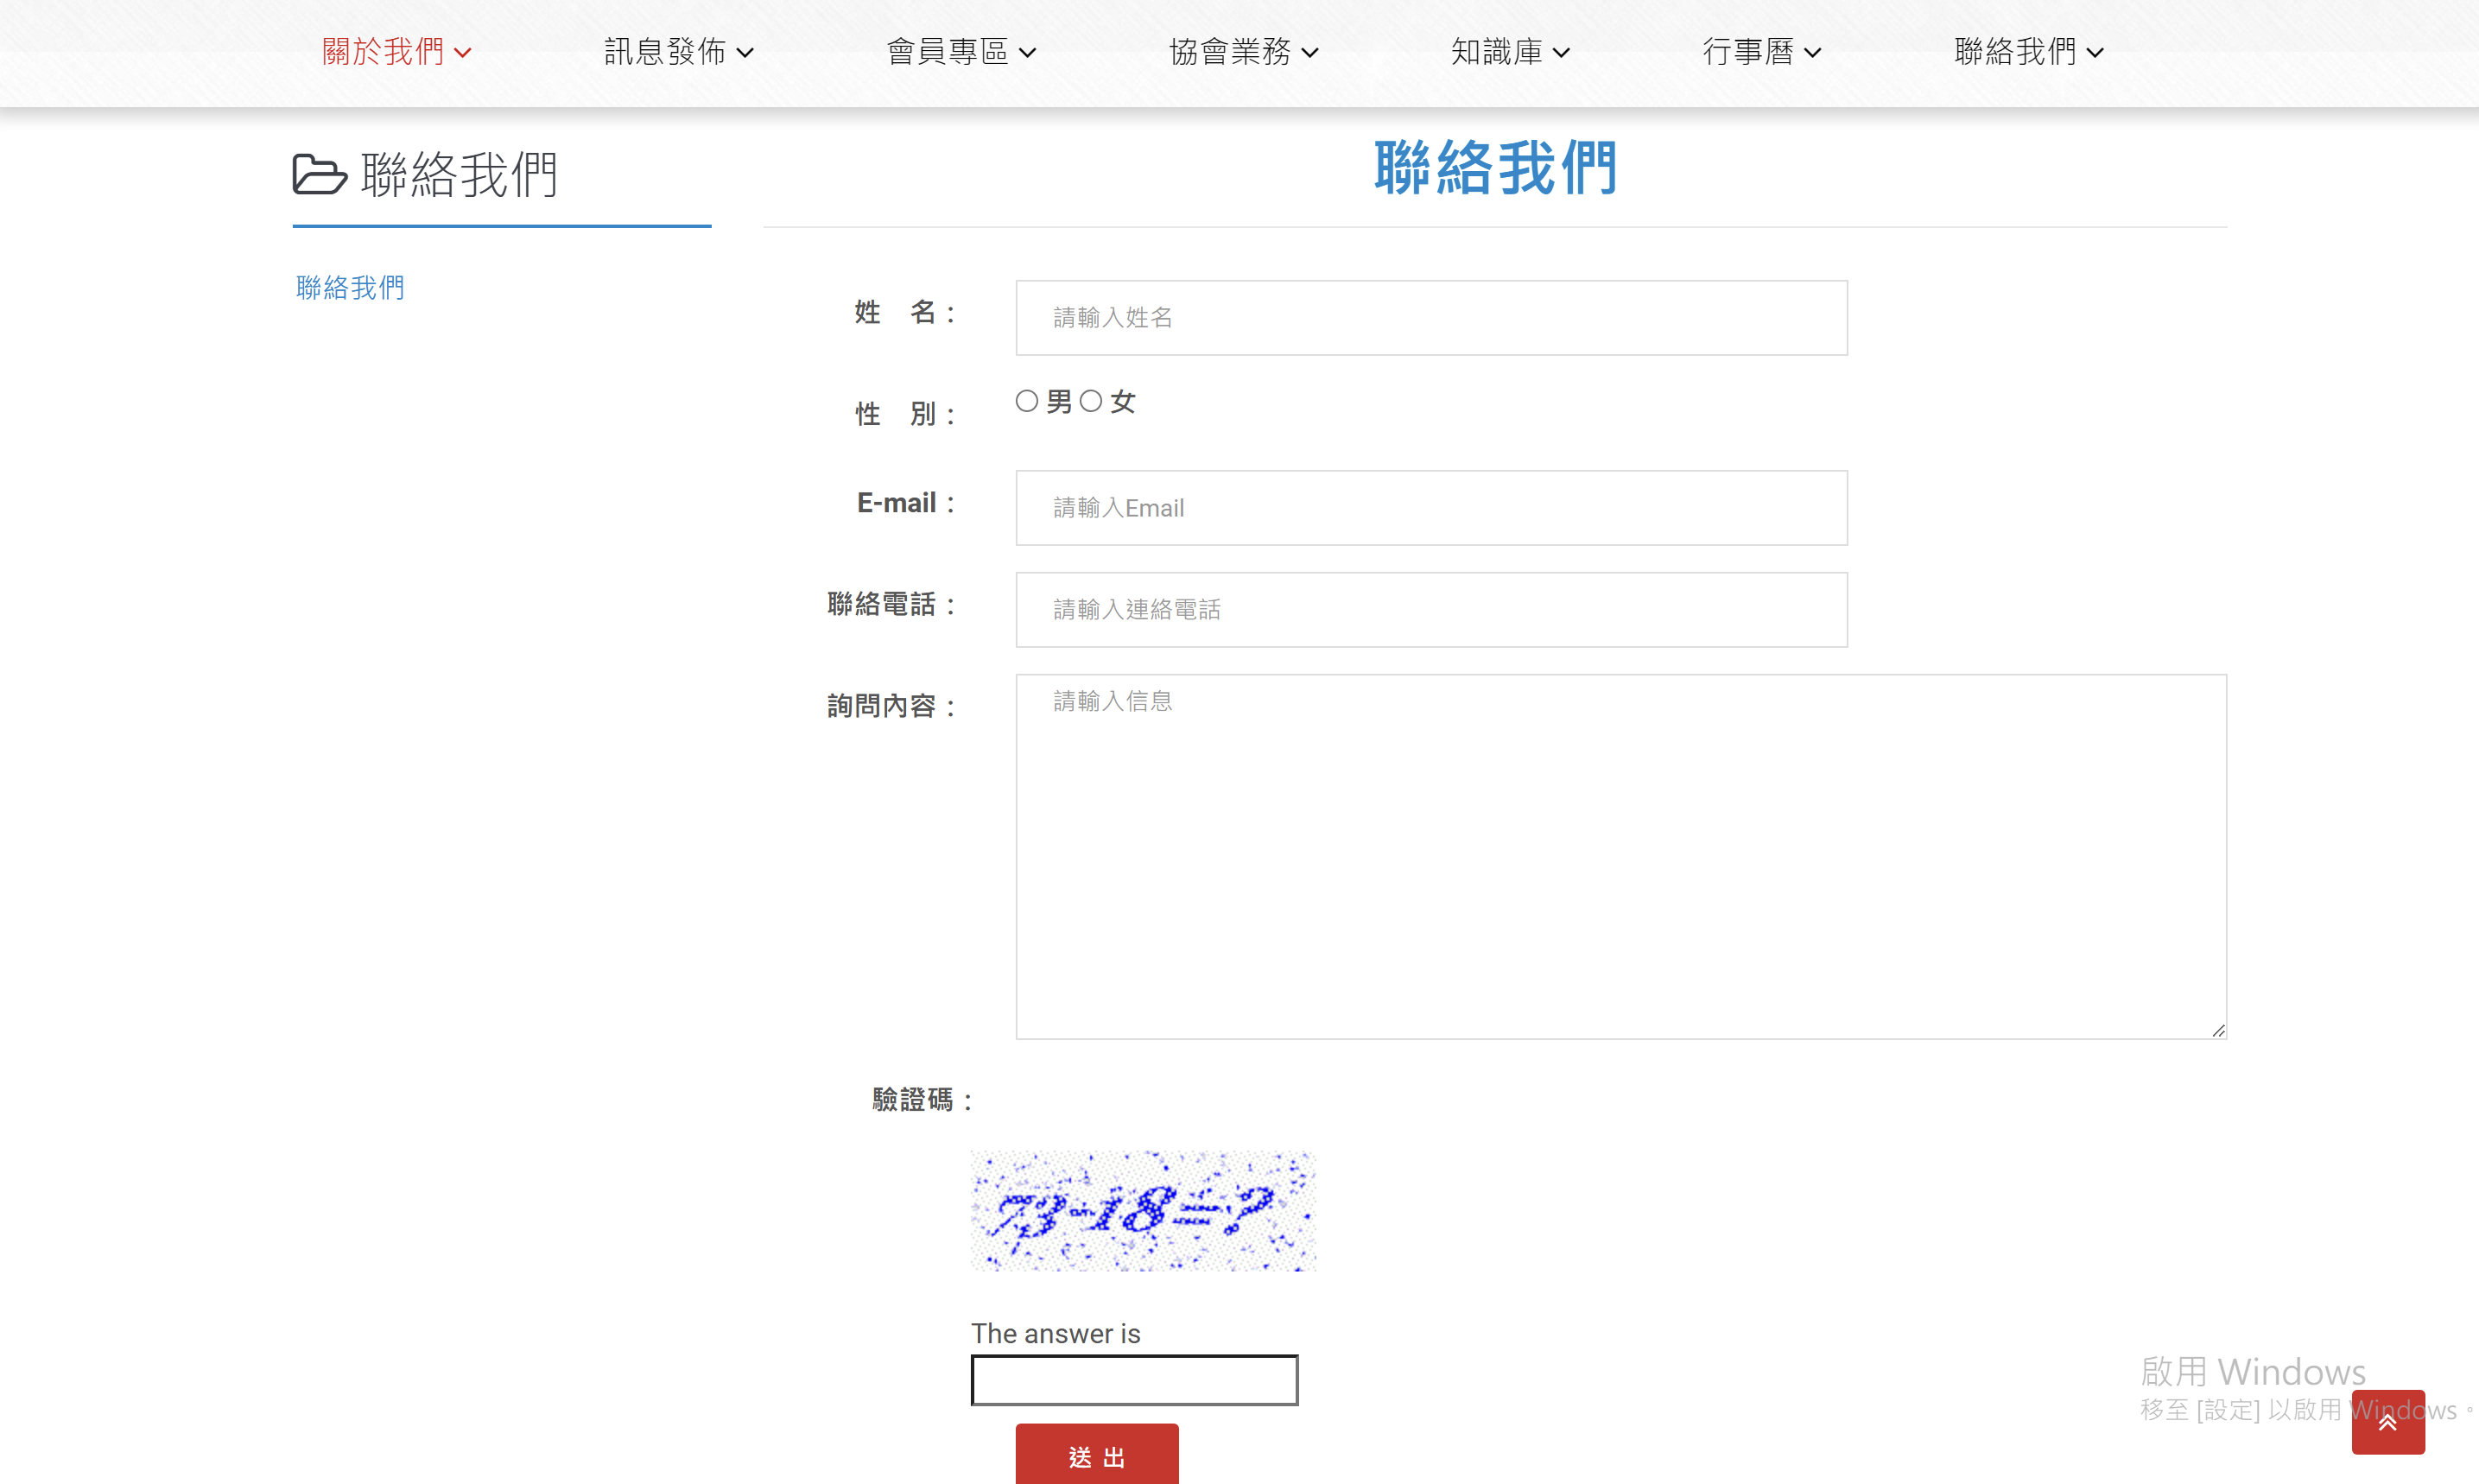 關於我們 訊息發佈 會員專區 協會業務 知識庫 行事曆 聯絡我們
聯絡我們
聯絡我們
聯絡我們
姓　名：
請輸入姓名
性　別：
男 女
E-mail：
請輸入Email
聯絡電話：
請輸入連絡電話
詢問內容：
請輸入信息
驗證碼：
73-18=?
The answer is
送 出
啟用 Windows
移至 [設定] 以啟用 Windows。